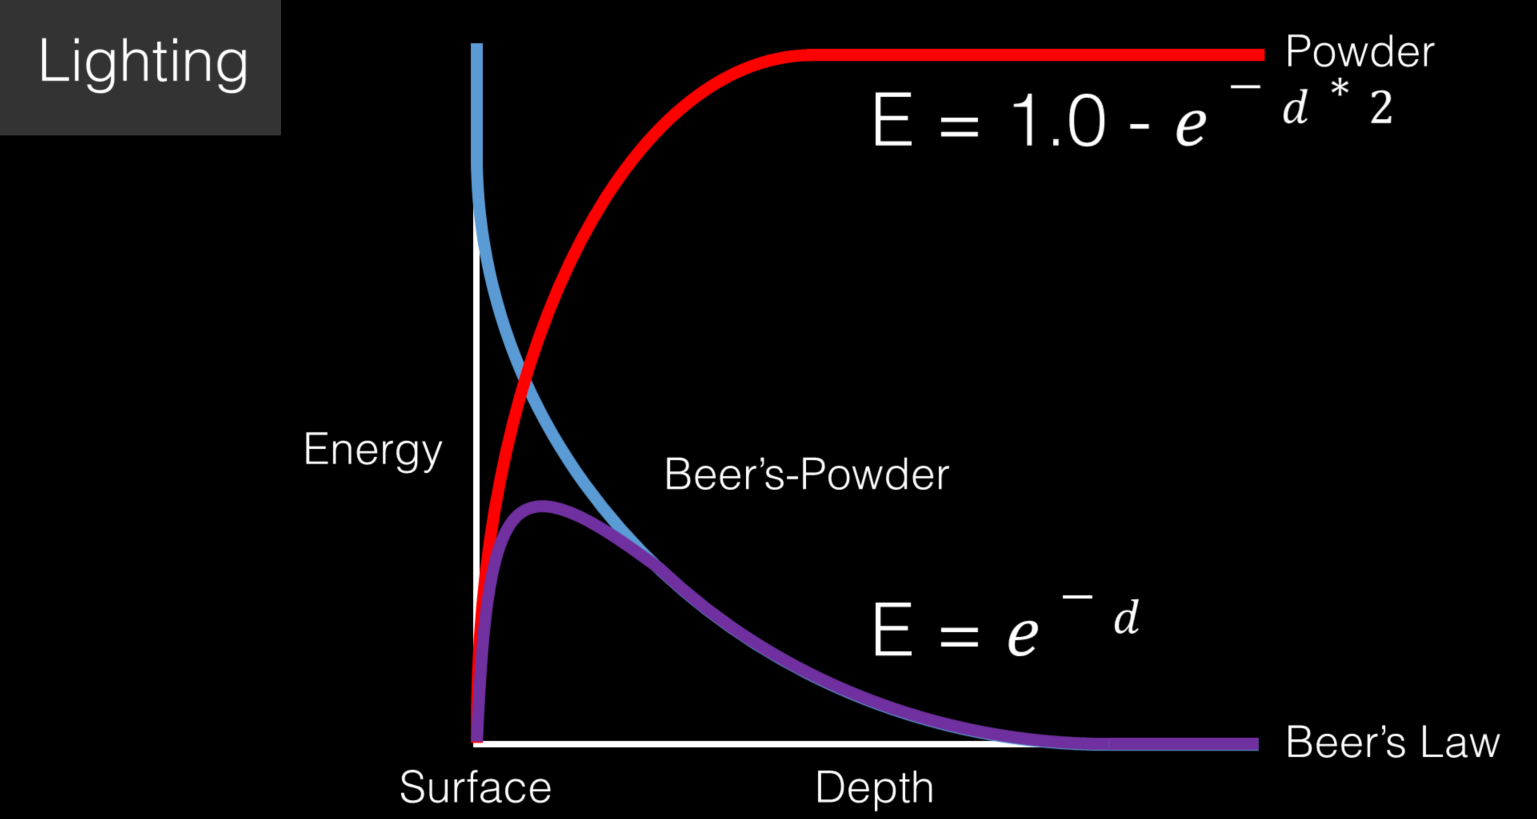 Lighting
Powder
E = 1.0 - e ⁻ d * 2
Energy
Beer’s-Powder
E = e ⁻ d
Beer’s Law
Surface
Depth